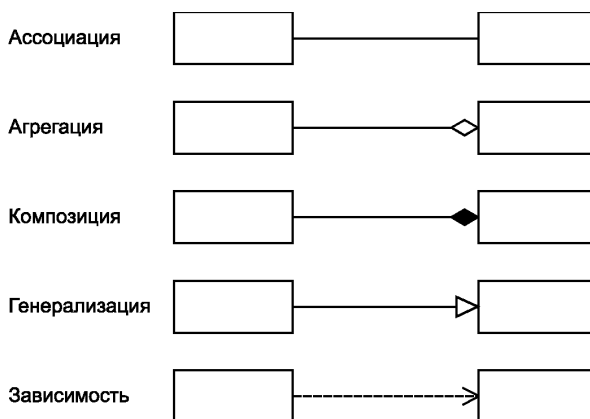 Ассоциация
Агрегация
Композиция
Генерализация
Зависимость